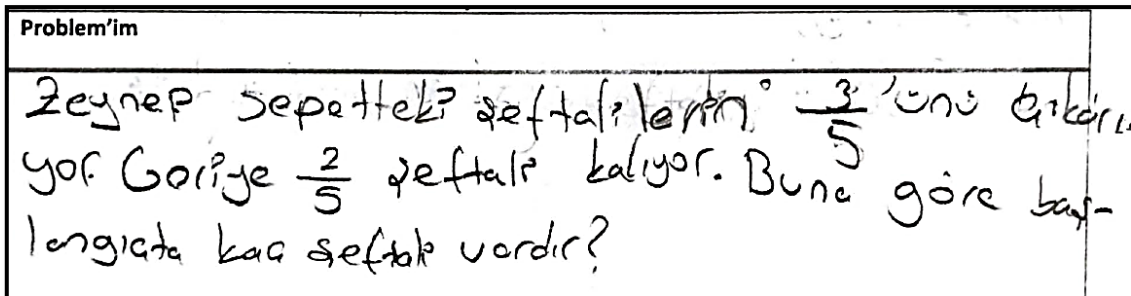 Problem'im
Zeynep sepetteki şeftalilerin 3/5 'ünü çıkarı-
yor. Geriye 2/5 şeftali kalıyor. Buna göre baş-
langıçta kaç şeftali vardır?